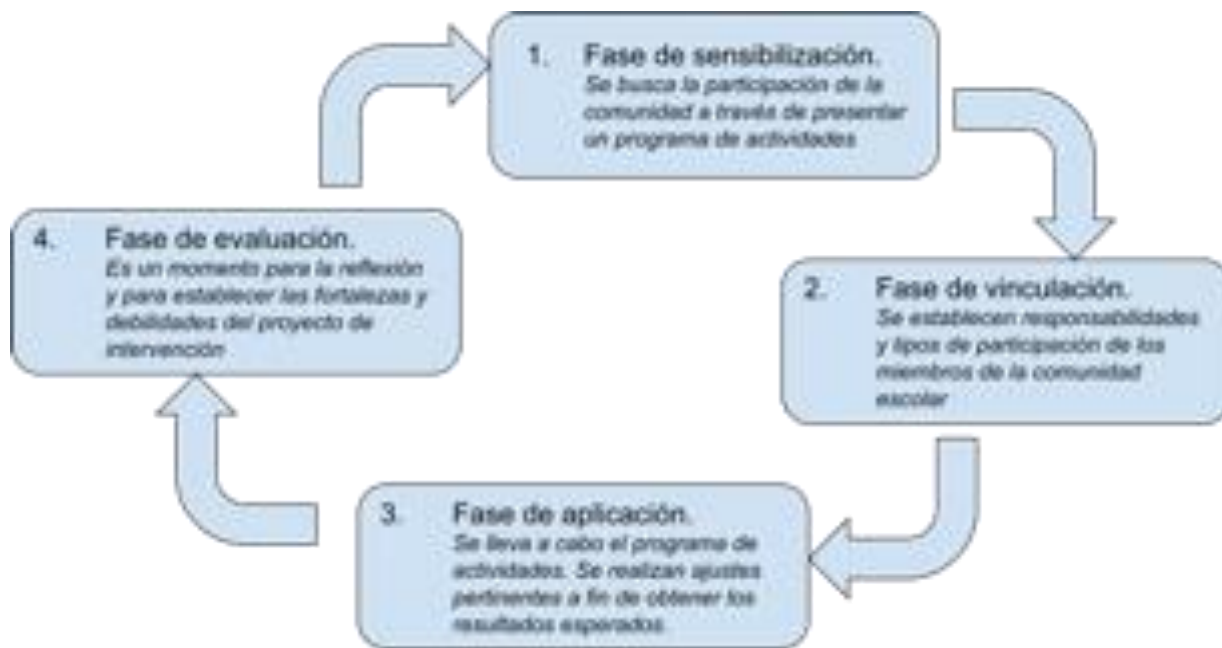 1. Fase de sensibilización.
Se busca la participación de la
comunidad a través de presentar
un programa de actividades
2. Fase de vinculación.
Se establecen responsabilidades
y tipos de participación de los
miembros de la comunidad
escolar
3. Fase de aplicación.
Se lleva a cabo el programa de
actividades. Se realizan ajustes
pertinentes a fin de obtener los
resultados esperados.
4. Fase de evaluación.
Es un momento para la reflexión
y para establecer las fortalezas y
debilidades del proyecto de
intervención